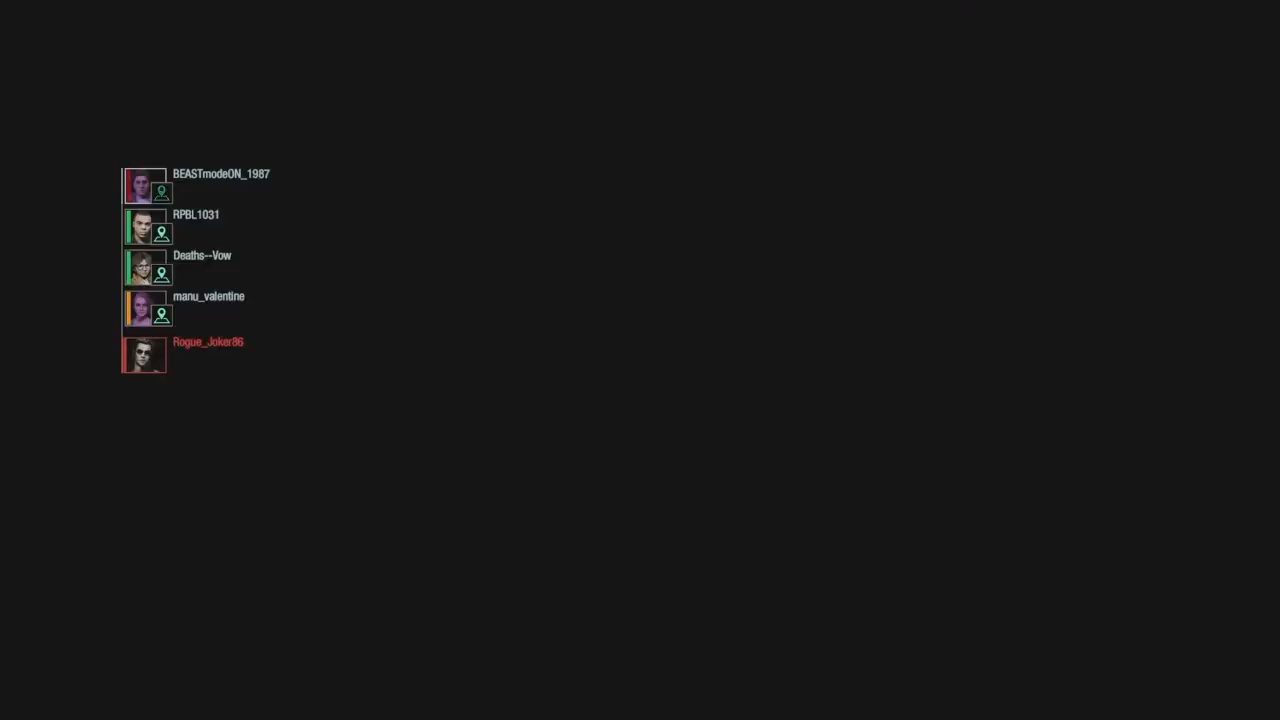 BEASTmodeON_1987
RPBL1031
Deaths--Vow
manu_valentine
Rogue_Joker86